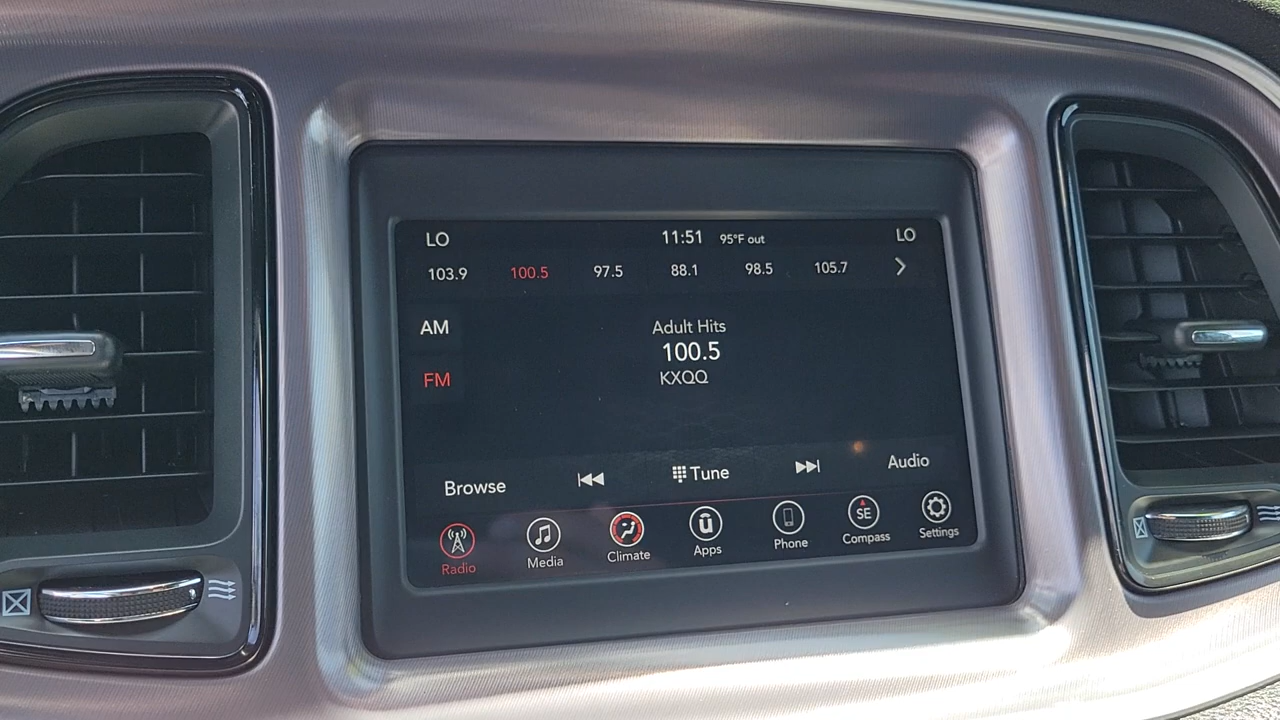 LO 11:51 95°F out LO
103.9 100.5 97.5 88.1 98.5 105.7
AM
FM
Adult Hits
100.5
KXQQ
Browse Tune Audio
SE
Radio Media Climate Apps Phone Compass Settings